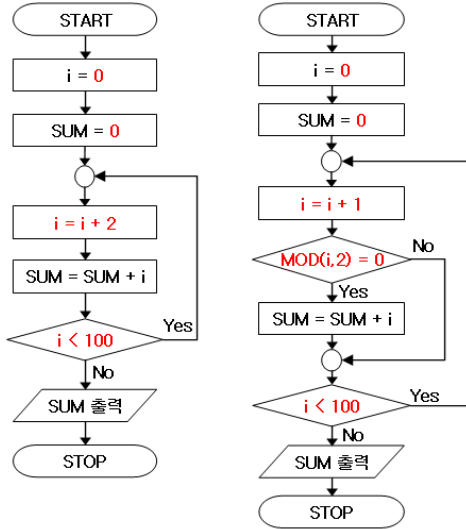 START
i = 0
SUM = 0
i = i + 2
SUM = SUM + i
i < 100
Yes
No
SUM 출력
STOP
START
i = 0
SUM = 0
i = i + 1
MOD(i,2) = 0
No
Yes
SUM = SUM + i
i < 100
Yes
No
SUM 출력
STOP